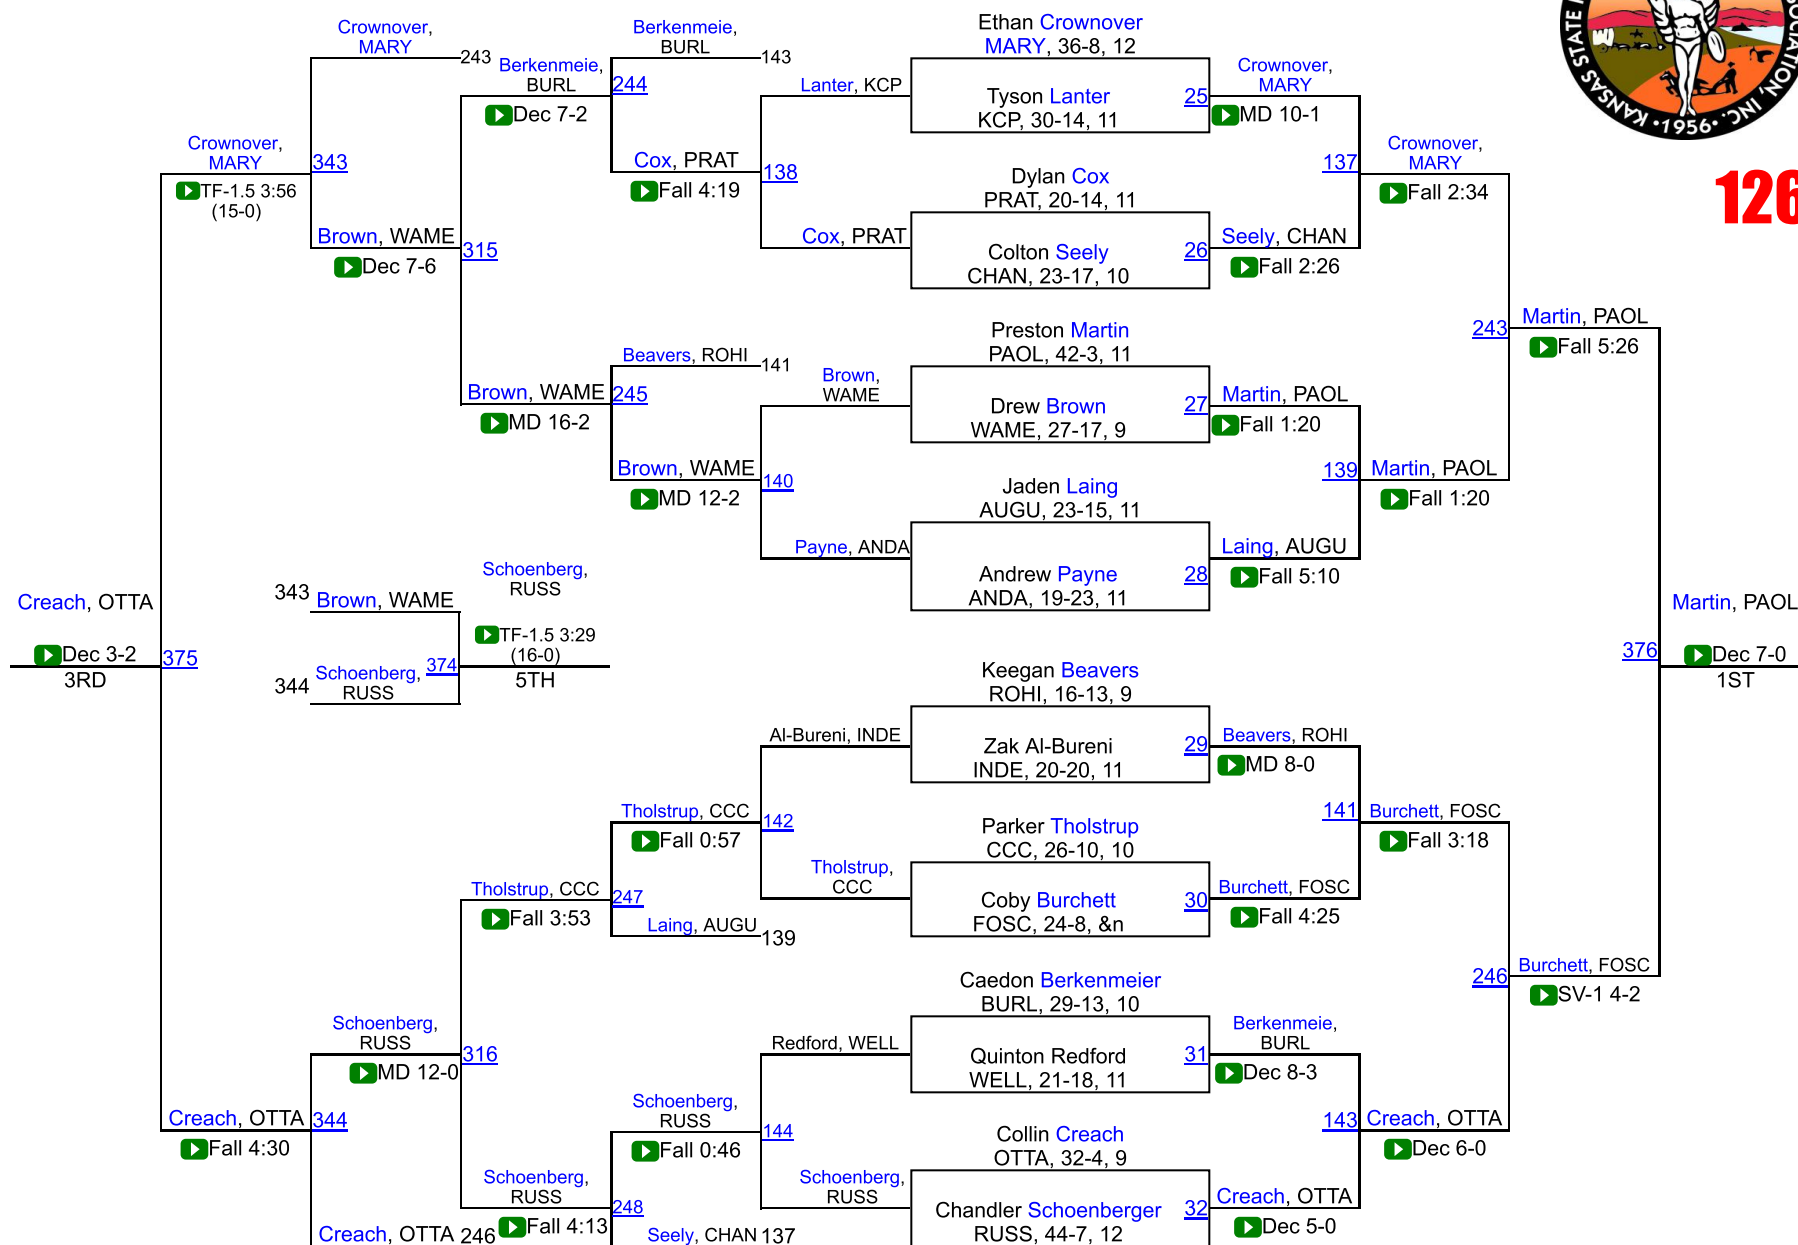 Crownover,
MARY
243
Berkenmeie,
BURL
143
Ethan Crownover
MARY, 36-8, 12
KANSAS STATE
SOCIATION, INC.
•1956•
Berkenmeie,
BURL
244
Dec 7-2
Lanter, KCP
Tyson Lanter
KCP, 30-14, 11
25
Crownover,
MARY
MD 10-1
Crownover,
MARY
343
TF-1.5 3:56
(15-0)
Cox, PRAT
Fall 4:19
138
Dylan Cox
PRAT, 20-14, 11
137
Crownover,
MARY
Fall 2:34
126
Brown, WAME
Dec 7-6
315
Cox, PRAT
Colton Seely
CHAN, 23-17, 10
26
Seely, CHAN
Fall 2:26
Preston Martin
PAOL, 42-3, 11
243
Martin, PAOL
Fall 5:26
Beavers, ROHI
141
Brown, WAME
MD 16-2
245
Brown,
WAME
Drew Brown
WAME, 27-17, 9
27
Martin, PAOL
Fall 1:20
Brown, WAME
MD 12-2
140
Jaden Laing
AUGU, 23-15, 11
139
Martin, PAOL
Fall 1:20
Payne, ANDA
Andrew Payne
ANDA, 19-23, 11
28
Laing, AUGU
Fall 5:10
Creach, OTTA
Dec 3-2
3RD
375
343
Brown, WAME
344
Schoenberg,
RUSS
374
Schoenberg,
RUSS
TF-1.5 3:29
(16-0)
5TH
Martin, PAOL
376
Dec 7-0
1ST
Keegan Beavers
ROHI, 16-13, 9
Al-Bureni, INDE
Zak Al-Bureni
INDE, 20-20, 11
29
Beavers, ROHI
MD 8-0
Tholstrup, CCC
Fall 0:57
142
Parker Tholstrup
CCC, 26-10, 10
141
Burchett, FOSC
Fall 3:18
Tholstrup, CCC
Fall 3:53
247
Laing, AUGU
139
Tholstrup,
CCC
Coby Burchett
FOSC, 24-8, &n
30
Burchett, FOSC
Fall 4:25
Caedon Berkenmeier
BURL, 29-13, 10
246
Burchett, FOSC
SV-1 4-2
Schoenberg,
RUSS
MD 12-0
316
Redford, WELL
Quinton Redford
WELL, 21-18, 11
31
Berkenmeie,
BURL
Dec 8-3
Creach, OTTA
Fall 4:30
344
Schoenberg,
RUSS
Fall 0:46
144
Collin Creach
OTTA, 32-4, 9
143
Creach, OTTA
Dec 6-0
Schoenberg,
RUSS
Fall 4:13
248
Schoenberg,
RUSS
Chandler Schoenberger
RUSS, 44-7, 12
32
Creach, OTTA
Dec 5-0
Creach, OTTA
246
Seely, CHAN
137